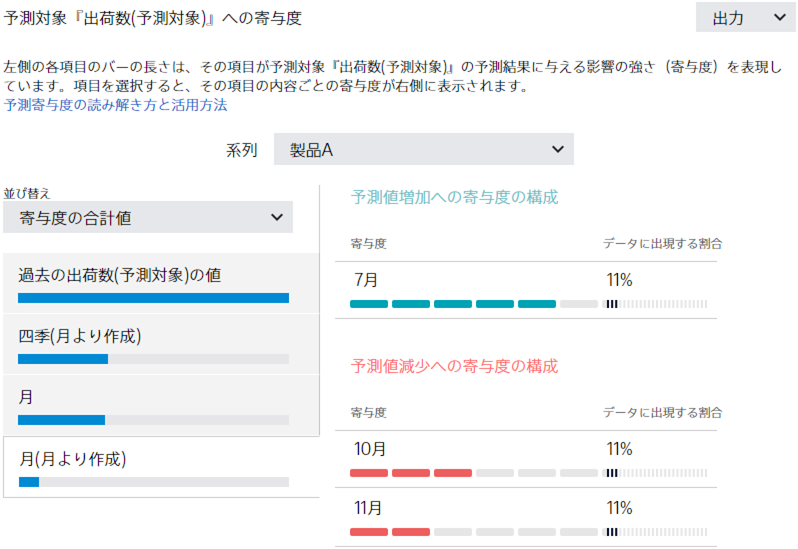 予測対象『出荷数(予測対象)』への寄与度
出力
左側の各項目のバーの長さは、その項目が予測対象『出荷数(予測対象)』の予測結果に与える影響の強さ（寄与度）を表現し
ています。項目を選択すると、その項目の内容ごとの寄与度が右側に表示されます。
予測寄与度の読み解き方と活用方法
系列
製品A
並び替え
寄与度の合計値
過去の出荷数(予測対象)の値
四季(月より作成)
月
月(月より作成)
予測値増加への寄与度の構成
寄与度
データに出現する割合
7月
11%
予測値減少への寄与度の構成
寄与度
データに出現する割合
10月
11%
11月
11%